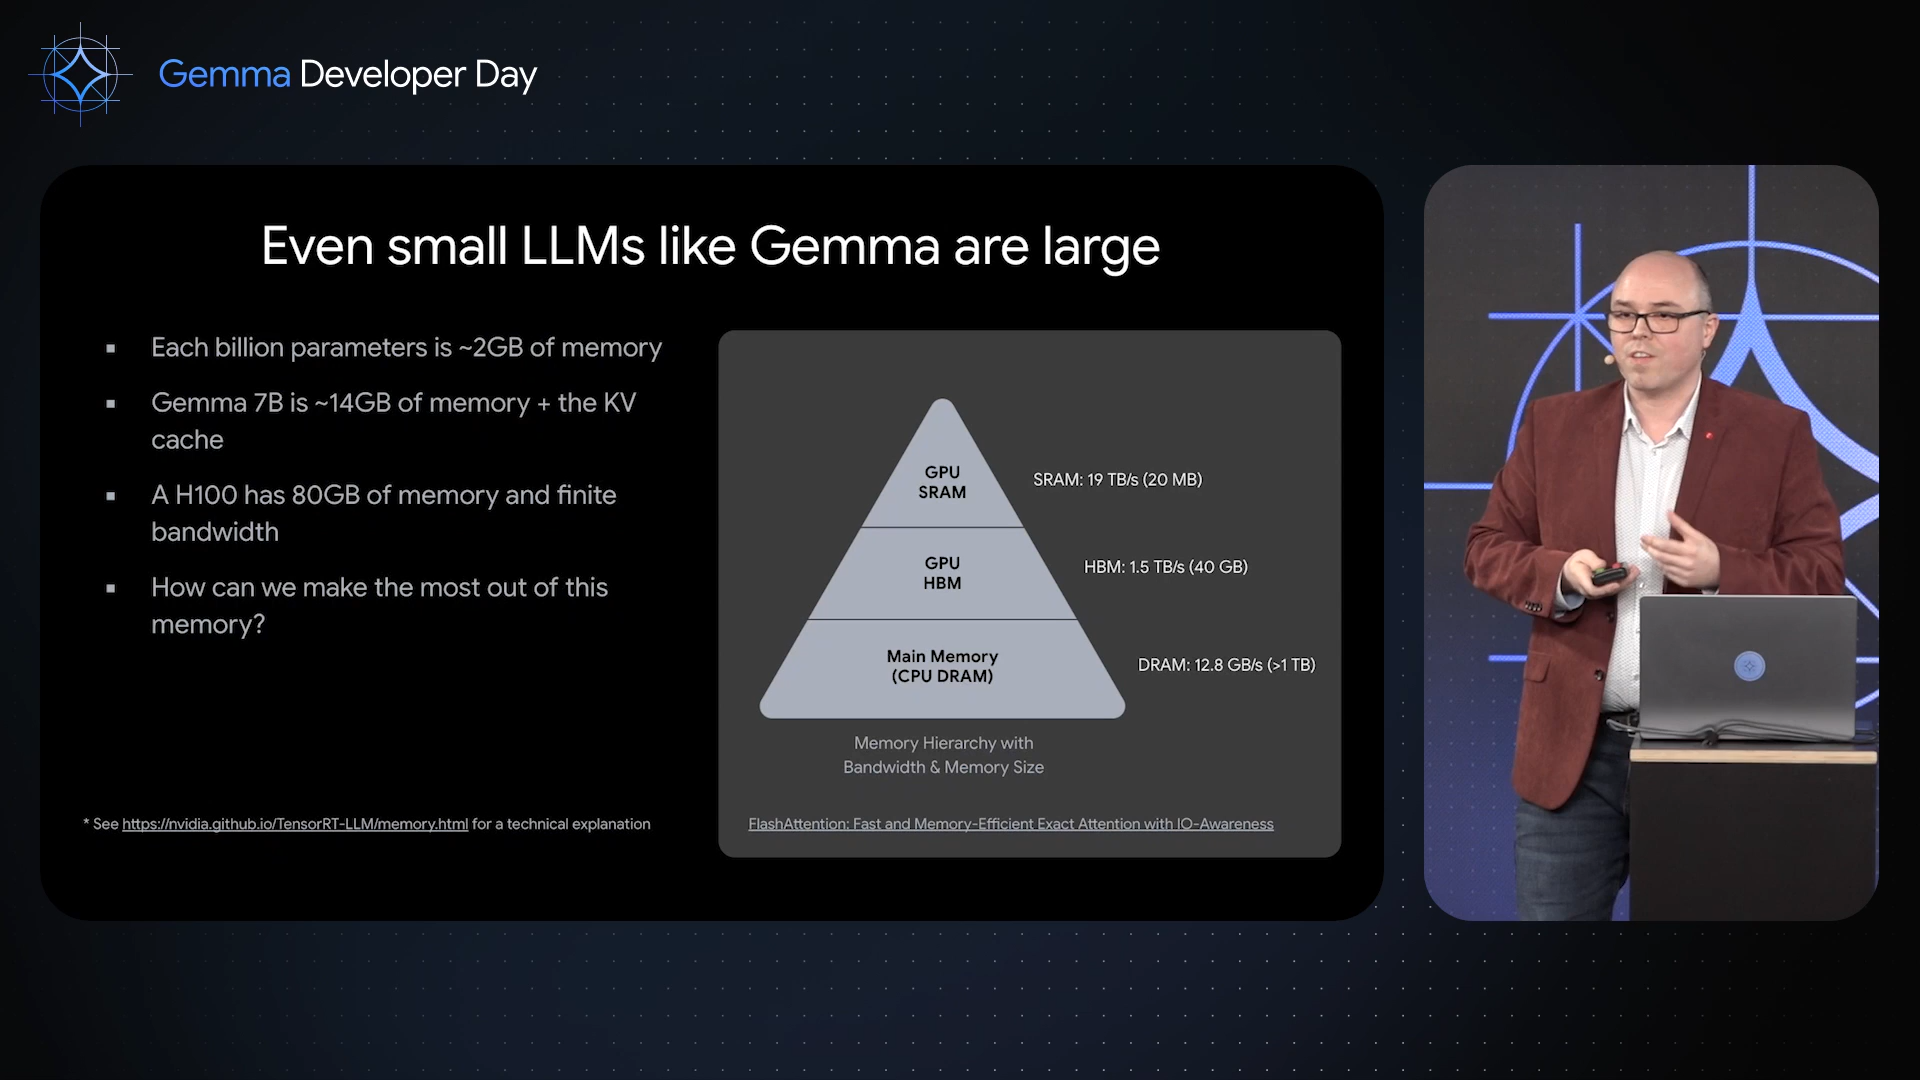 Gemma Developer Day
Even small LLMs like Gemma are large
▪ Each billion parameters is ~2GB of memory
▪ Gemma 7B is ~14GB of memory + the KV
cache
▪ A H100 has 80GB of memory and finite
bandwidth
▪ How can we make the most out of this
memory?
* See https://nvidia.github.io/TensorRT-LLM/memory.html for a technical explanation
GPU
SRAM
SRAM: 19 TB/s (20 MB)
GPU
HBM
HBM: 1.5 TB/s (40 GB)
Main Memory
(CPU DRAM)
DRAM: 12.8 GB/s (>1 TB)
Memory Hierarchy with
Bandwidth & Memory Size
FlashAttention: Fast and Memory-Efficient Exact Attention with IO-Awareness